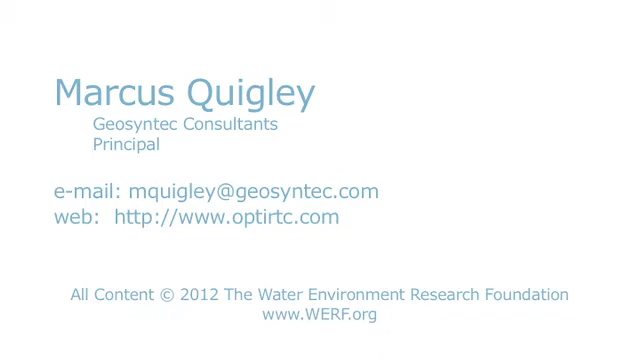 Marcus Quigley
Geosyntec Consultants
Principal
e-mail: mquigley@geosyntec.com
web: http://www.optirtc.com
All Content © 2012 The Water Environment Research Foundation
www.WERF.org